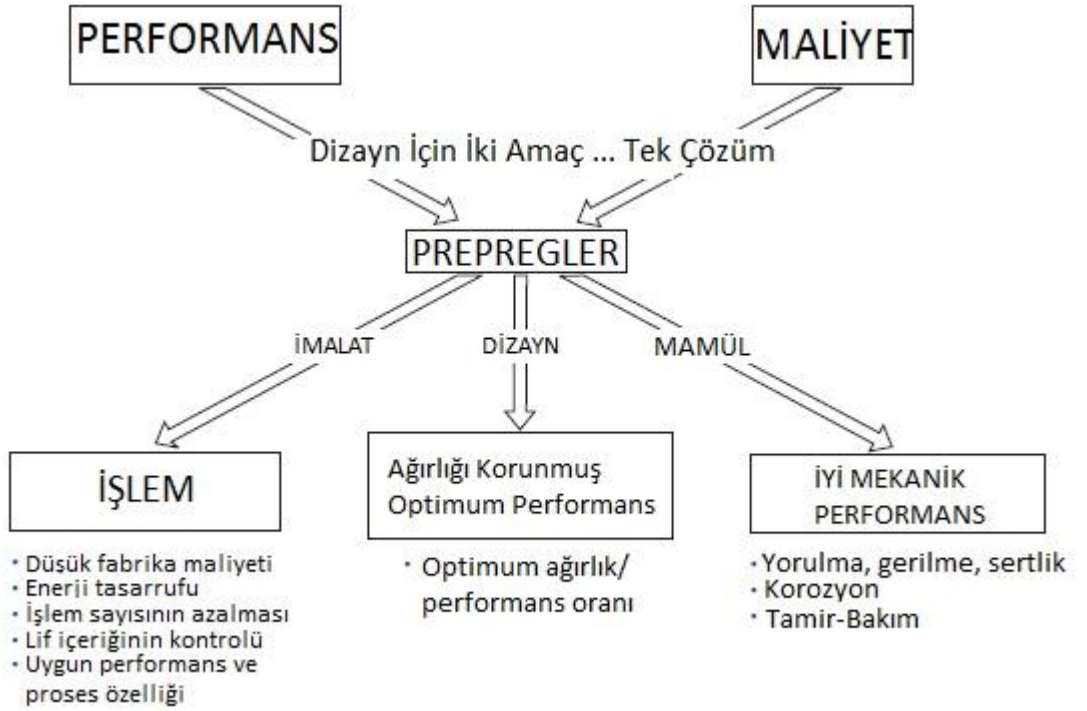 PERFORMANS
MALİYET
Dizayn İçin İki Amaç ... Tek Çözüm
PREPREGLER
İMALAT
DİZAYN
MAMÜL
İŞLEM
• Düşük fabrika maliyeti
• Enerji tasarrufu
• İşlem sayısının azalması
• Lif içeriğinin kontrolü
• Uygun performans ve
proses özelliği
Ağırlığı Korunmuş
Optimum Performans
• Optimum ağırlık/
performans oranı
İYİ MEKANİK
PERFORMANS
• Yorulma, gerilme, sertlik
• Korozyon
• Tamir-Bakım